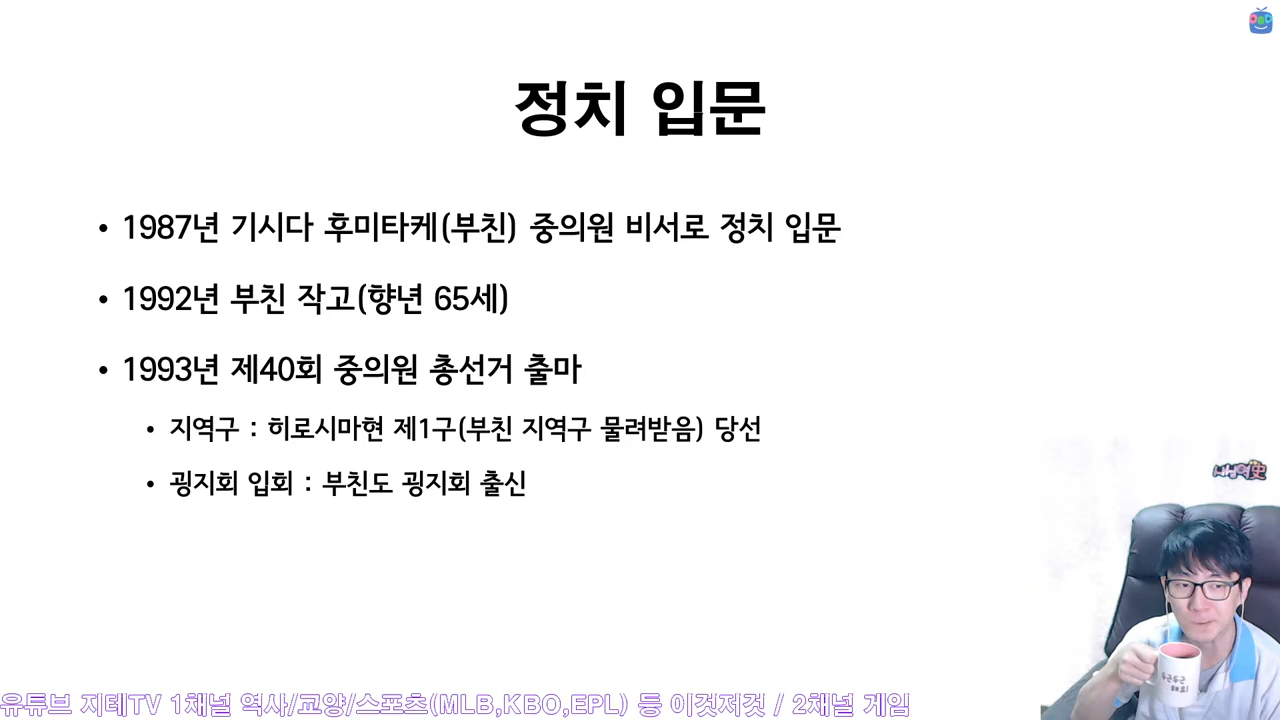 정치 입문
• 1987년 기시다 후미타케(부친) 중의원 비서로 정치 입문
• 1992년 부친 작고(향년 65세)
• 1993년 제40회 중의원 총선거 출마
• 지역구 : 히로시마현 제1구(부친 지역구 물려받음) 당선
• 굉지회 입회 : 부친도 굉지회 출신
유튜브 지테TV 1채널 역사/교양/스포츠(MLB,KBO,EPL) 등 이것저것 / 2채널 게임